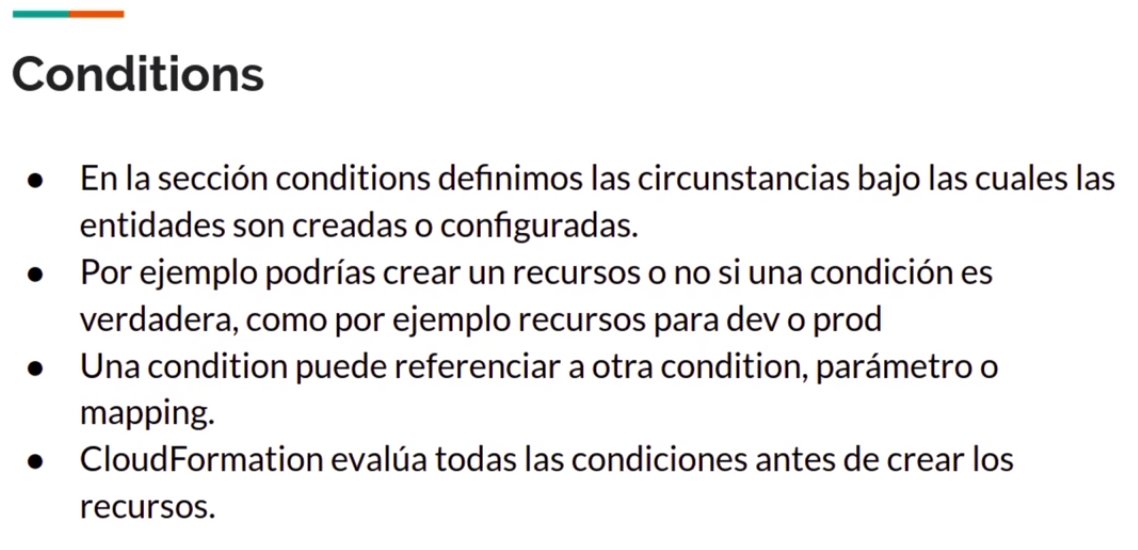 Conditions
● En la sección conditions definimos las circunstancias bajo las cuales las
entidades son creadas o configuradas.
● Por ejemplo podrías crear un recursos o no si una condición es
verdadera, como por ejemplo recursos para dev o prod
● Una condition puede referenciar a otra condition, parámetro o
mapping.
● CloudFormation evalúa todas las condiciones antes de crear los
recursos.